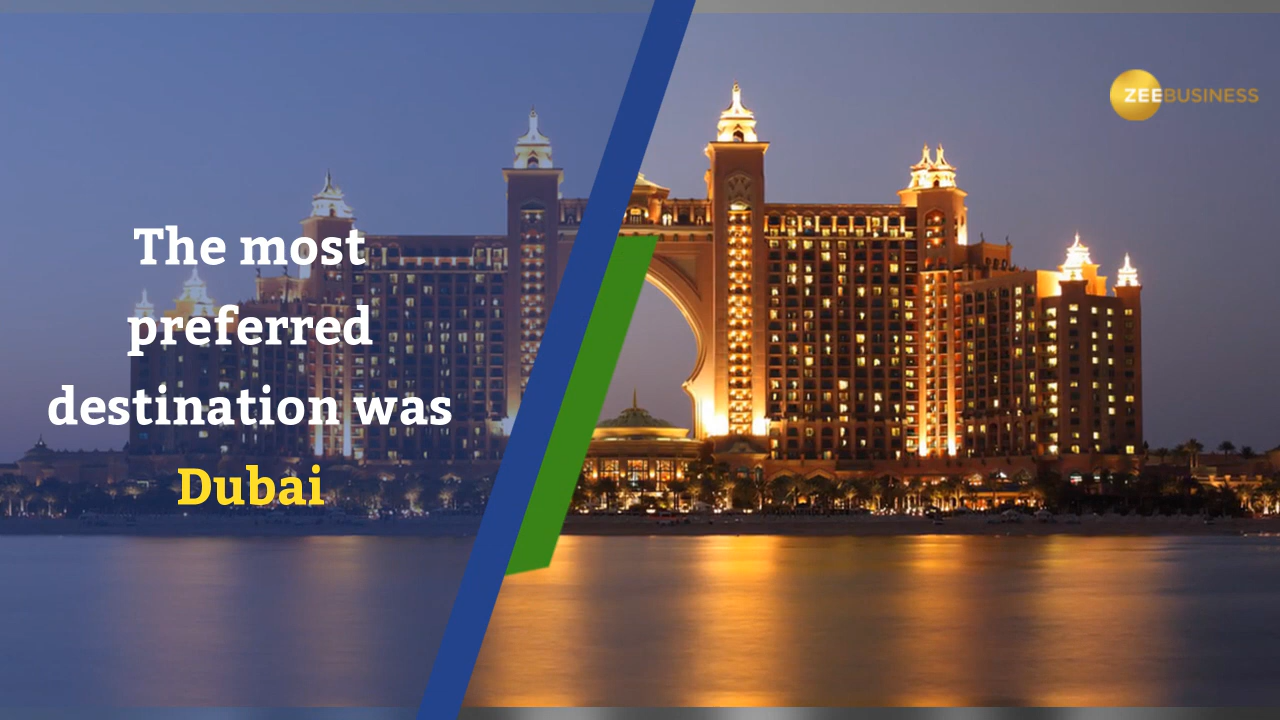 The most
preferred
destination was
Dubai
ZEEBUSINESS